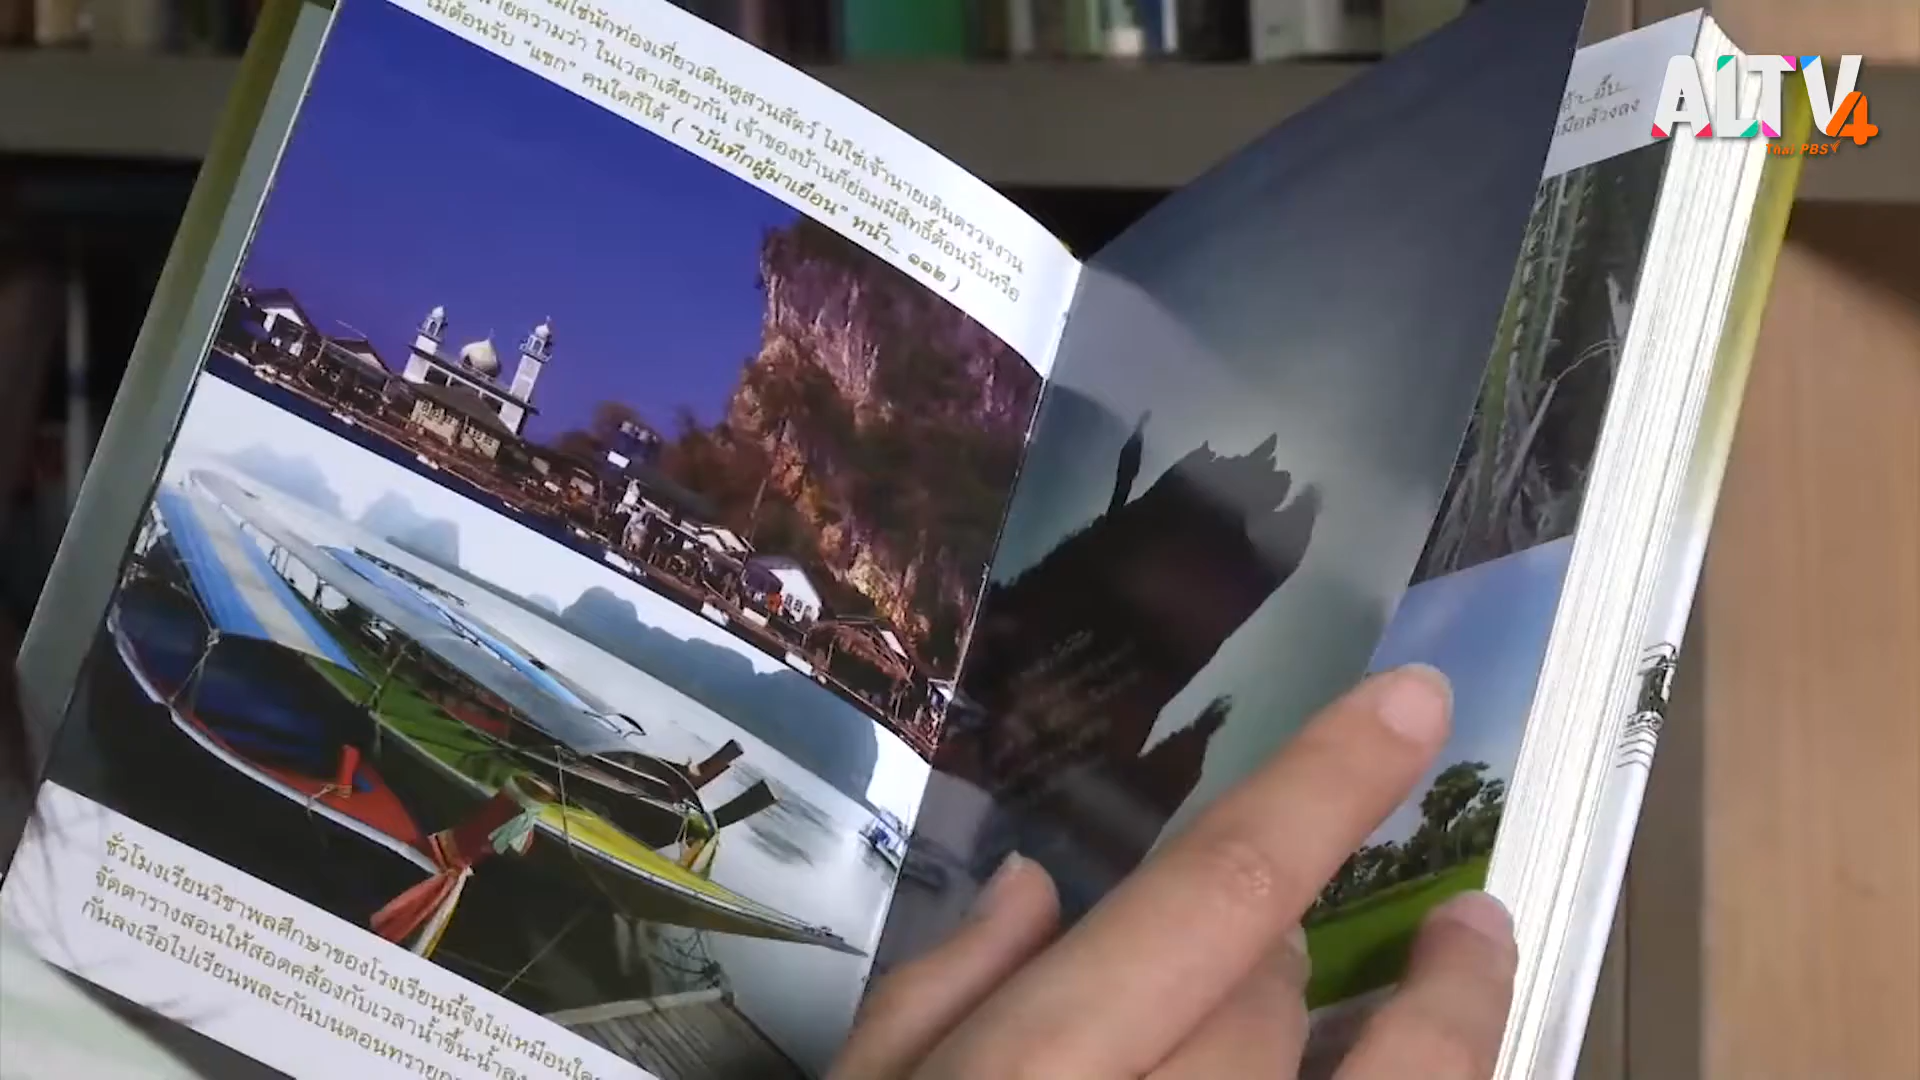 ไม่ใช่นักท่องเที่ยวเดินดูสวนสัตว์ ไม่ใช่เจ้านายเดินตรวจงาน
ความว่า ในเวลาเดียวกัน เจ้าของบ้านก็ย่อมมีสิทธิ์ต้อนรับหรือ
ไม่ต้อนรับ "แขก" คนใดก็ได้ ( "บันทึกผู้มาเยือน" หน้า_ ๑๑๒ )
ชั่วโมงเรียนวิชาพลศึกษาของโรงเรียนนี้จึงไม่เหมือน
จัดตารางสอนให้สอดคล้องกับเวลาน้ำขึ้น-น้ำลง
กันลงเรือไปเรียนพละกันบนดอนทราย
มือล้วงลง
ALTV4
Thai PBS